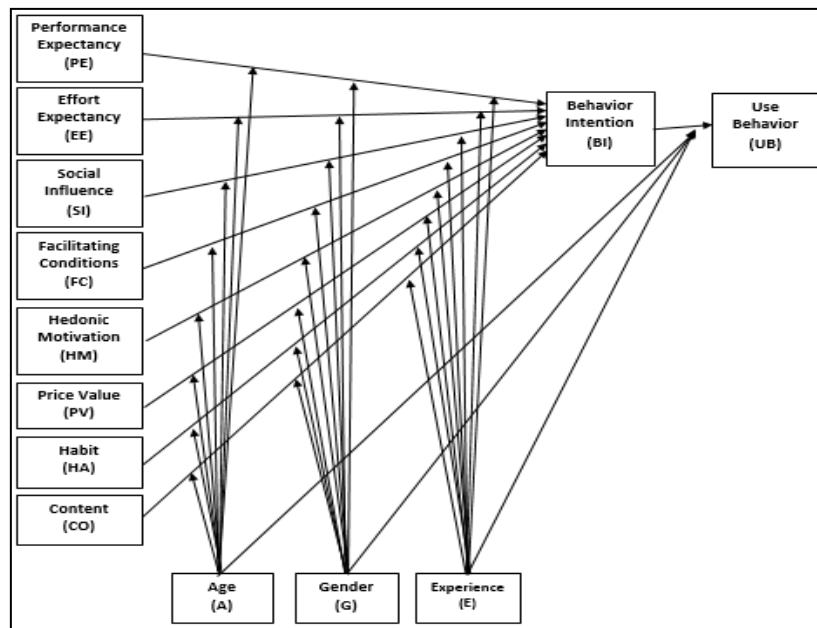 Performance
Expectancy
(PE)
Effort
Expectancy
(EE)
Social
Influence
(SI)
Facilitating
Conditions
(FC)
Hedonic
Motivation
(HM)
Price Value
(PV)
Habit
(HA)
Content
(CO)
Behavior
Intention
(BI)
Use
Behavior
(UB)
Age
(A)
Gender
(G)
Experience
(E)